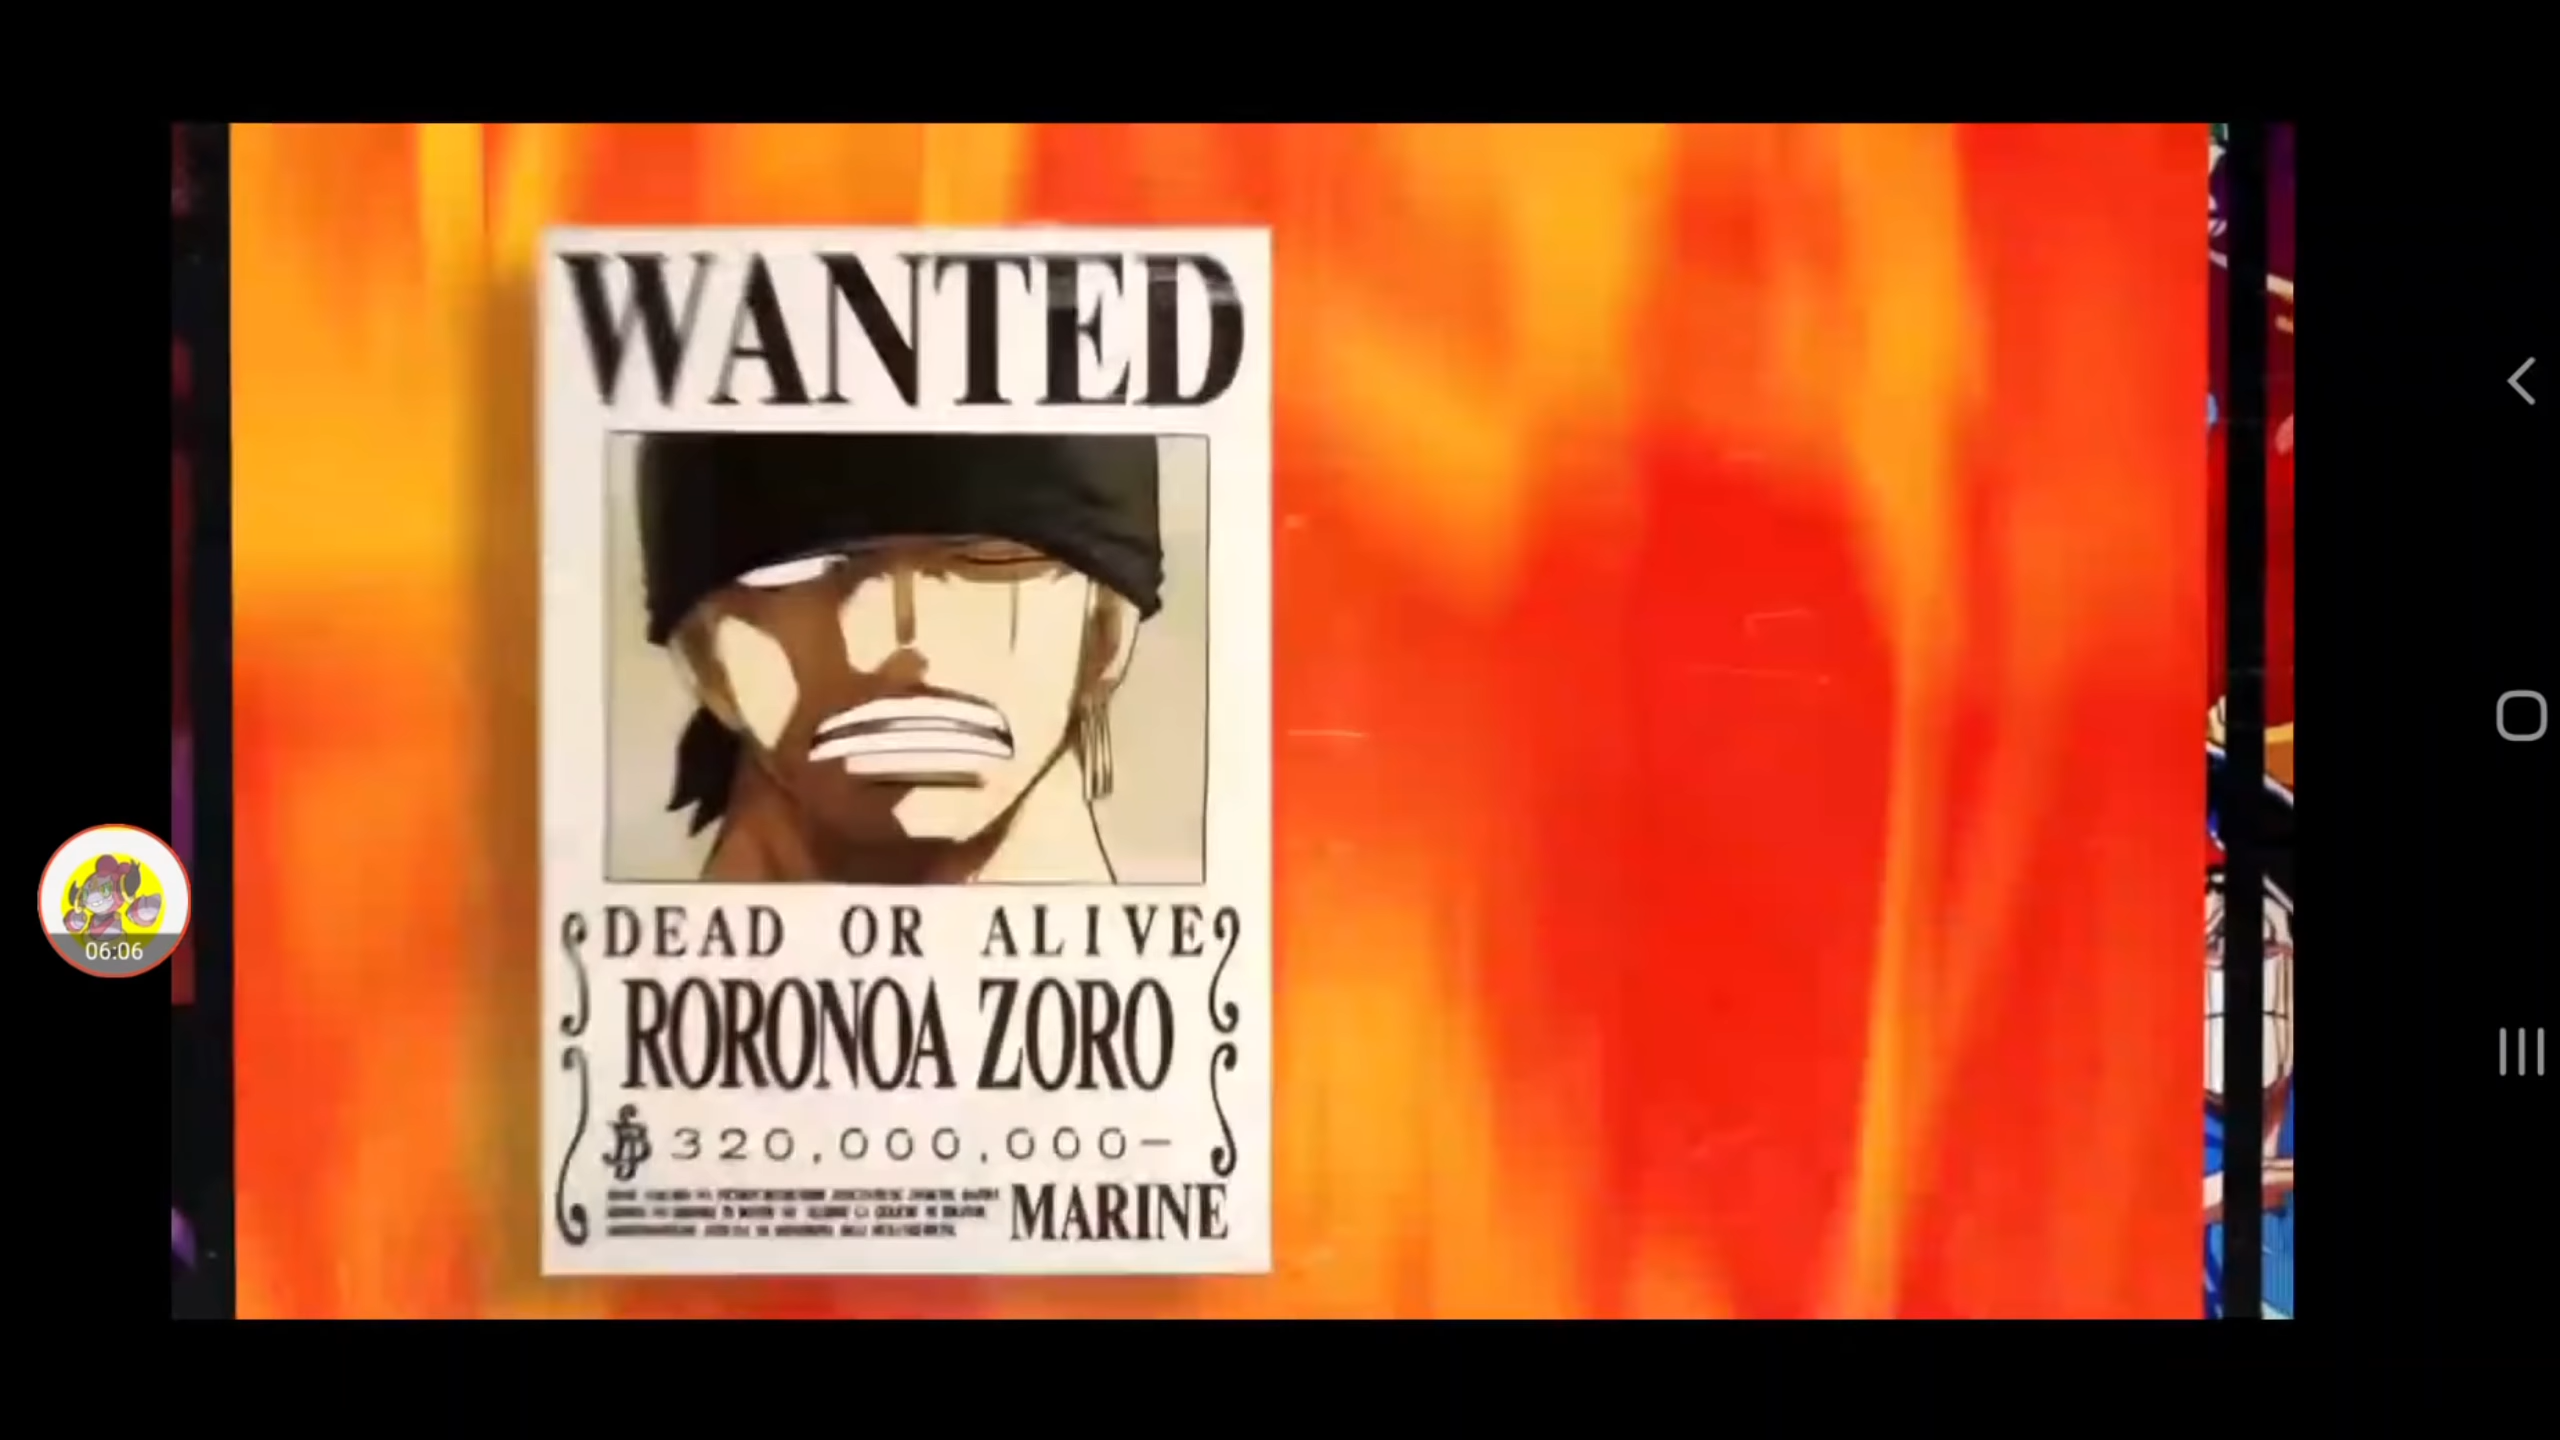 WANTED
DEAD OR ALIVE
RORONOA ZORO
฿320,000,000-
MARINE
06:06